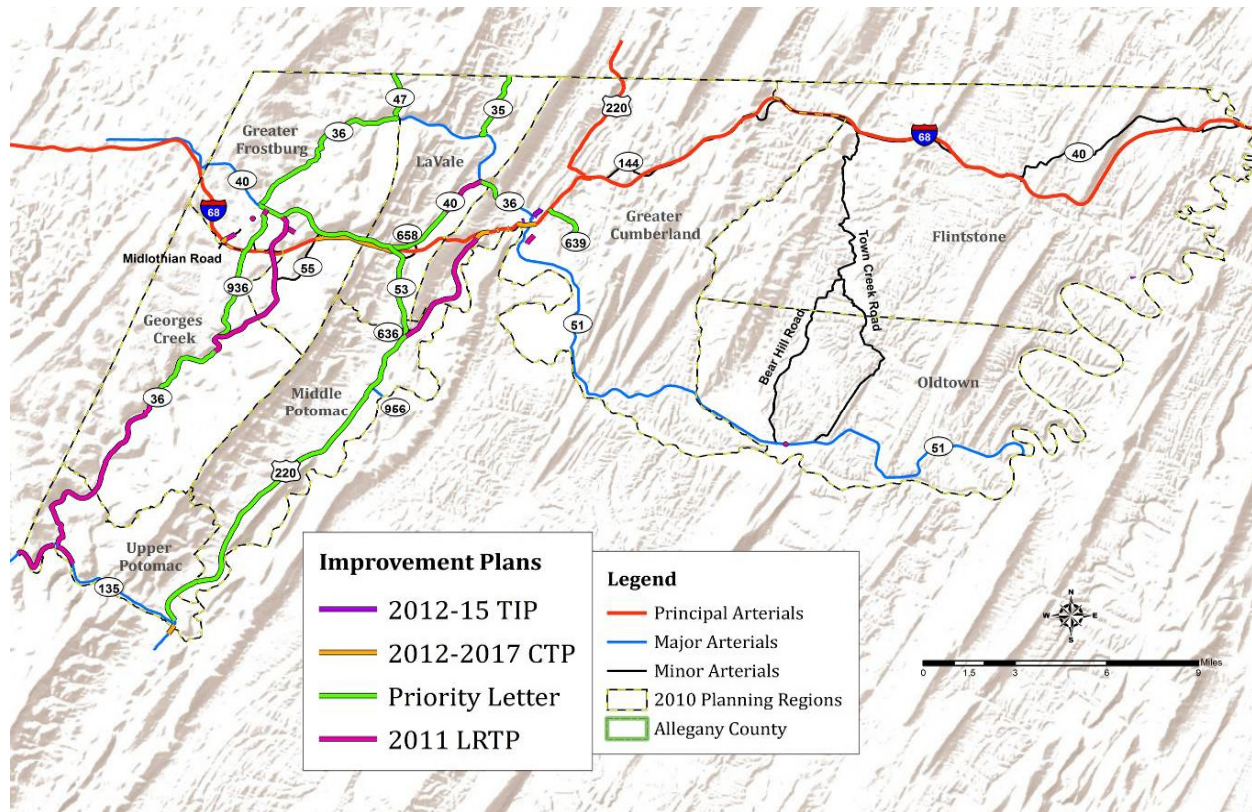 47
35
220
36
Greater
Frostburg
LaVale
68
40
144
40
40
36
68
Greater
Cumberland
658
639
Flintstone
Midlothian Road
55
936
53
Town Creek Road
Georges
Creek
636
51
Bear Hill Road
Oldtown
36
Middle
Potomac
956
51
220
Upper
Potomac
135
Improvement Plans
2012-15 TIP
2012-2017 CTP
Priority Letter
2011 LRTP
Legend
Principal Arterials
Major Arterials
Minor Arterials
2010 Planning Regions
Allegany County
N
W E
S
Miles
0 1.5 3 6 9